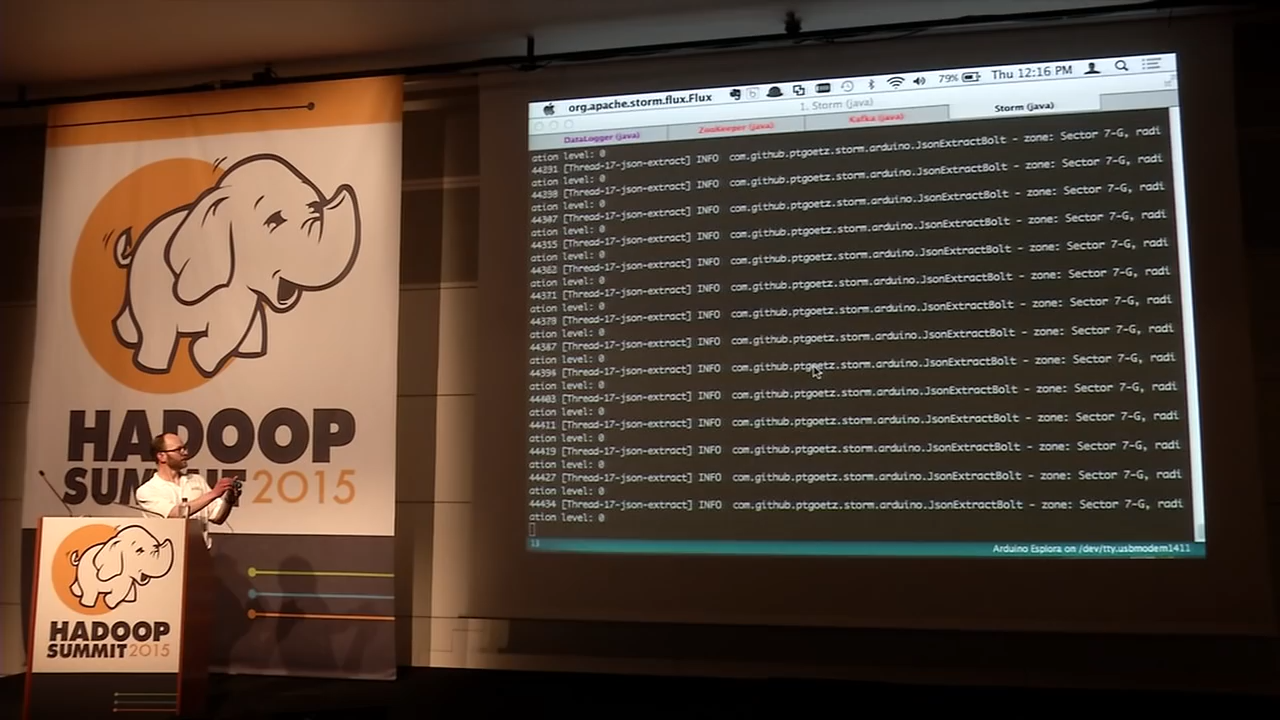 HADOOP
SUMMIT 2015
HADOOP
SUMMIT 2015
org.apache.storm.flux.Flux
79%
Thu 12:16 PM
1. Storm (java)
DataLogger (java)
ZooKeeper (java)
Kafka (java)
Storm (java)
ation level: 0
44291 [Thread-17-json-extract] INFO com.github.ptgoetz.storm.arduino.JsonExtractBolt - zone: Sector 7-G, radi
ation level: 0
44298 [Thread-17-json-extract] INFO com.github.ptgoetz.storm.arduino.JsonExtractBolt - zone: Sector 7-G, radi
ation level: 0
44307 [Thread-17-json-extract] INFO com.github.ptgoetz.storm.arduino.JsonExtractBolt - zone: Sector 7-G, radi
ation level: 0
44355 [Thread-17-json-extract] INFO com.github.ptgoetz.storm.arduino.JsonExtractBolt - zone: Sector 7-G, radi
ation level: 0
44362 [Thread-17-json-extract] INFO com.github.ptgoetz.storm.arduino.JsonExtractBolt - zone: Sector 7-G, radi
ation level: 0
44371 [Thread-17-json-extract] INFO com.github.ptgoetz.storm.arduino.JsonExtractBolt - zone: Sector 7-G, radi
ation level: 0
44379 [Thread-17-json-extract] INFO com.github.ptgoetz.storm.arduino.JsonExtractBolt - zone: Sector 7-G, radi
ation level: 0
44387 [Thread-17-json-extract] INFO com.github.ptgoetz.storm.arduino.JsonExtractBolt - zone: Sector 7-G, radi
ation level: 0
44394 [Thread-17-json-extract] INFO com.github.ptgoetz.storm.arduino.JsonExtractBolt - zone: Sector 7-G, radi
ation level: 0
44403 [Thread-17-json-extract] INFO com.github.ptgoetz.storm.arduino.JsonExtractBolt - zone: Sector 7-G, radi
ation level: 0
44411 [Thread-17-json-extract] INFO com.github.ptgoetz.storm.arduino.JsonExtractBolt - zone: Sector 7-G, radi
ation level: 0
44419 [Thread-17-json-extract] INFO com.github.ptgoetz.storm.arduino.JsonExtractBolt - zone: Sector 7-G, radi
ation level: 0
44427 [Thread-17-json-extract] INFO com.github.ptgoetz.storm.arduino.JsonExtractBolt - zone: Sector 7-G, radi
ation level: 0
44434 [Thread-17-json-extract] INFO com.github.ptgoetz.storm.arduino.JsonExtractBolt - zone: Sector 7-G, radi
ation level: 0
13
Arduino Esplora on /dev/tty.usbmodem1411